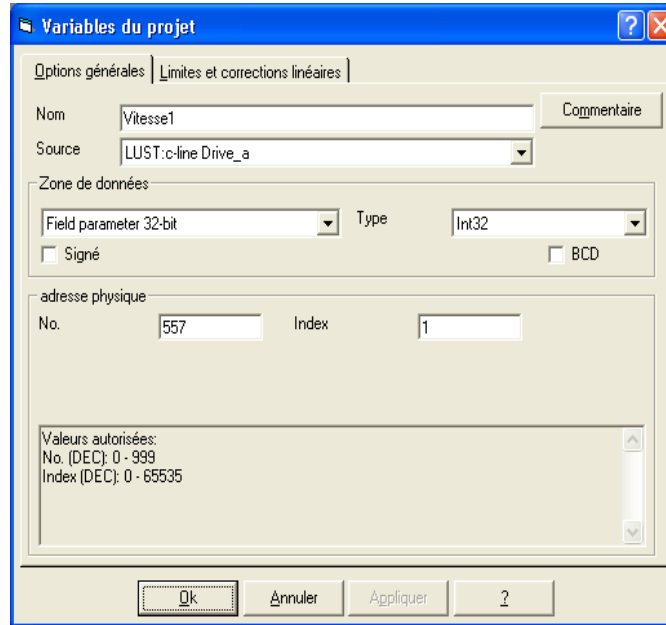 Variables du projet
Options générales
Limites et corrections linéaires
Nom
Vitesse1
Commentaire
Source
LUST:c-line Drive_a
Zone de données
Field parameter 32-bit
Type
Int32
Signé
BCD
adresse physique
No.
557
Index
1
Valeurs autorisées:
No. (DEC): 0 - 999
Index (DEC): 0 - 65535
Ok
Annuler
Appliquer
?